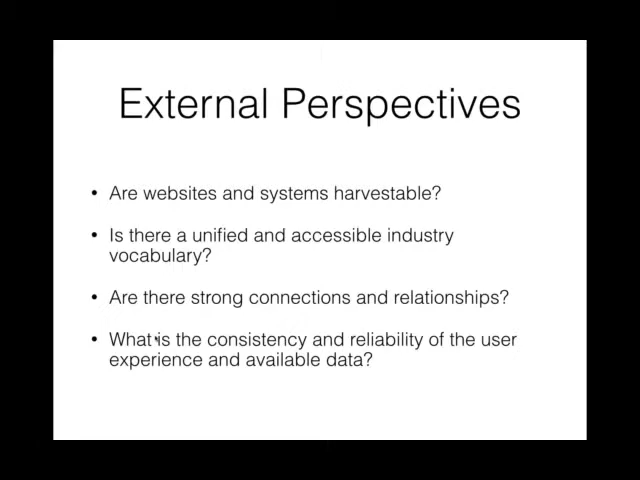 External Perspectives
• Are websites and systems harvestable?
• Is there a unified and accessible industry
vocabulary?
• Are there strong connections and relationships?
• What is the consistency and reliability of the user
experience and available data?